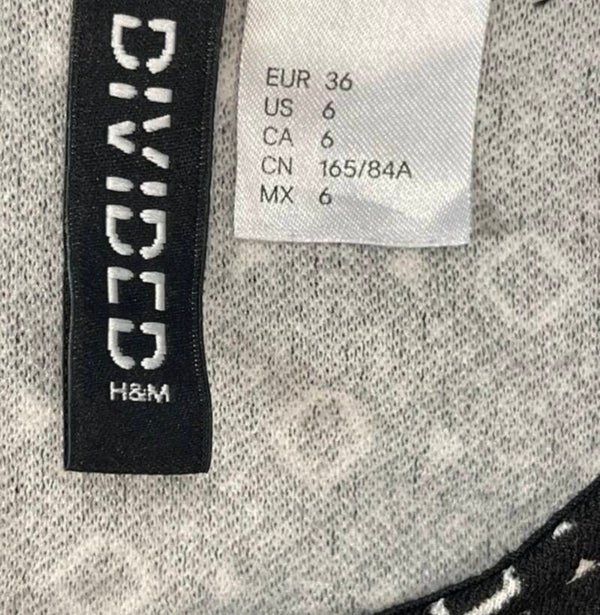 DIVIDED
H&M
EUR 36
US 6
CA 6
CN 165/84A
MX 6